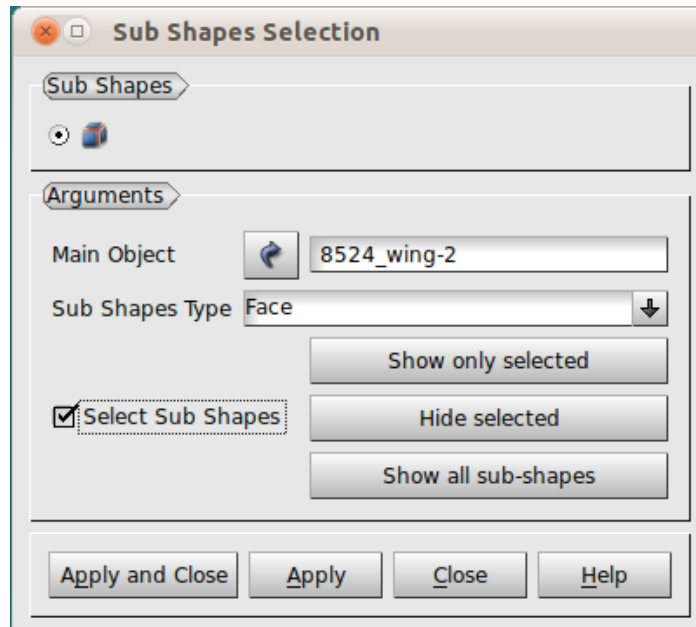 Sub Shapes Selection
Sub Shapes
Arguments
Main Object 8524_wing-2
Sub Shapes Type Face
Show only selected
Select Sub Shapes Hide selected
Show all sub-shapes
Apply and Close Apply Close Help